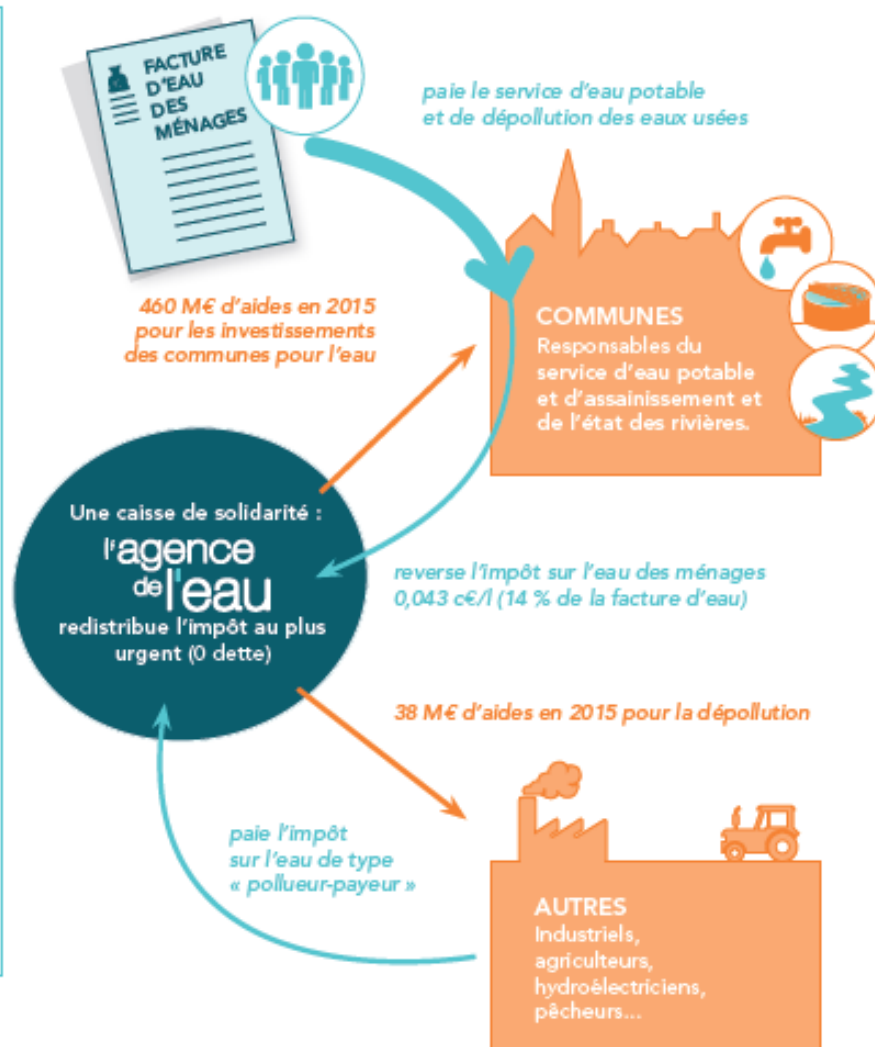 FACTURE
D'EAU
DES
MÉNAGES
paie le service d'eau potable
et de dépollution des eaux usées
460 M€ d'aides en 2015
pour les investissements
des communes pour l'eau
COMMUNES
Responsables du
service d'eau potable
et d'assainissement et
de l'état des rivières.
Une caisse de solidarité :
l'agence
de l'eau
redistribue l'impôt au plus
urgent (0 dette)
reverse l'impôt sur l'eau des ménages
0,043 c€/l (14 % de la facture d'eau)
38 M€ d'aides en 2015 pour la dépollution
paie l'impôt
sur l'eau de type
« pollueur-payeur »
AUTRES
Industriels,
agriculteurs,
hydroélectriciens,
pêcheurs...